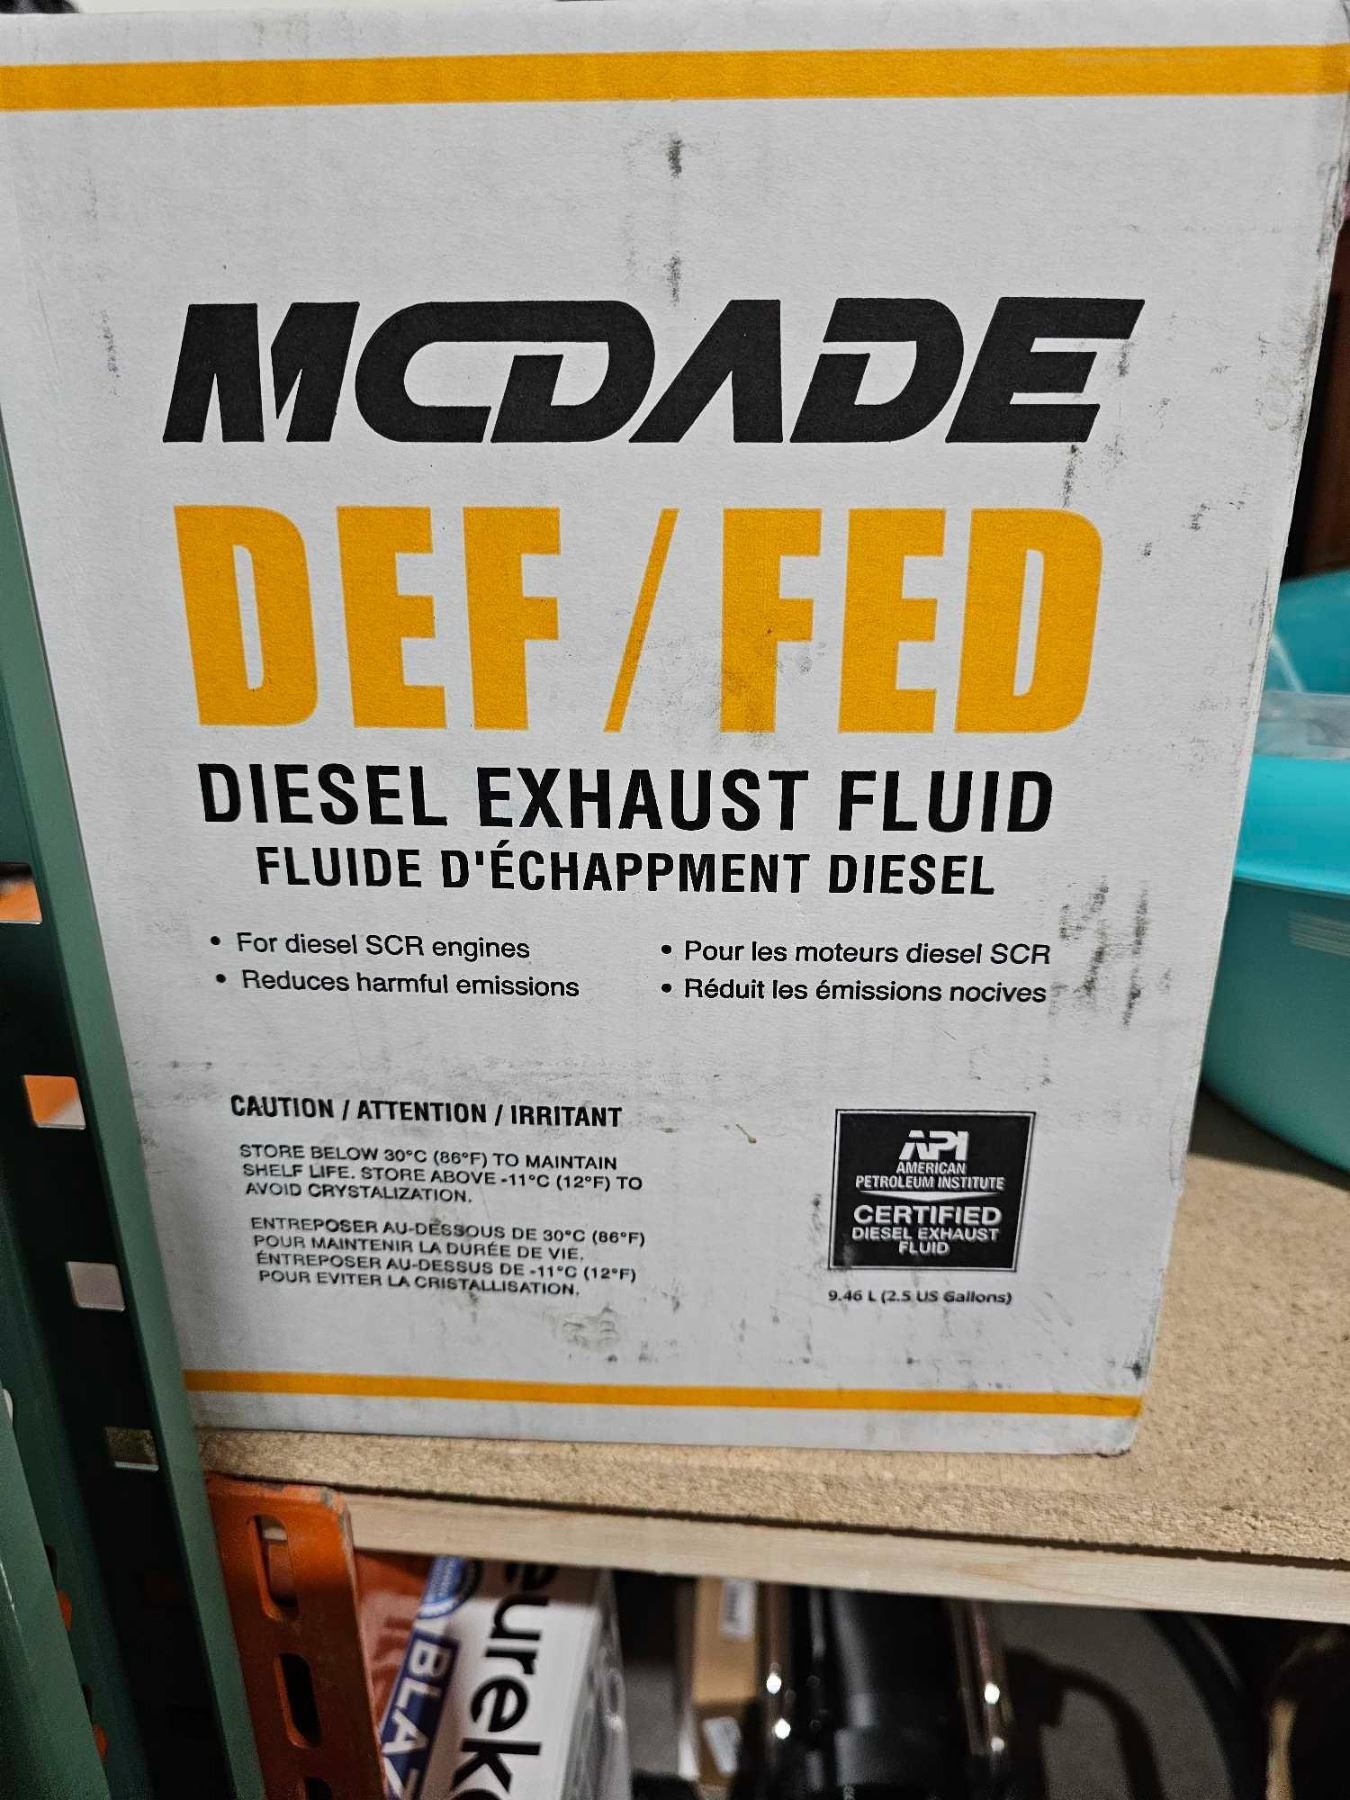 MCDADE
DEF/FED
DIESEL EXHAUST FLUID
FLUIDE D'ÉCHAPPMENT DIESEL
• For diesel SCR engines
• Reduces harmful emissions
• Pour les moteurs diesel SCR
• Réduit les émissions nocives
CAUTION / ATTENTION / IRRITANT
STORE BELOW 30°C (86°F) TO MAINTAIN
SHELF LIFE. STORE ABOVE -11°C (12°F) TO
AVOID CRYSTALIZATION.
ENTREPOSER AU-DESSOUS DE 30°C (86°F)
POUR MAINTENIR LA DURÉE DE VIE.
ÉNTREPOSER AU-DESSUS DE -11°C (12°F)
POUR EVITER LA CRISTALLISATION.
API
AMERICAN
PETROLEUM INSTITUTE
CERTIFIED
DIESEL EXHAUST
FLUID
9.46 L (2.5 US Gallons)
BLAZ
eurek